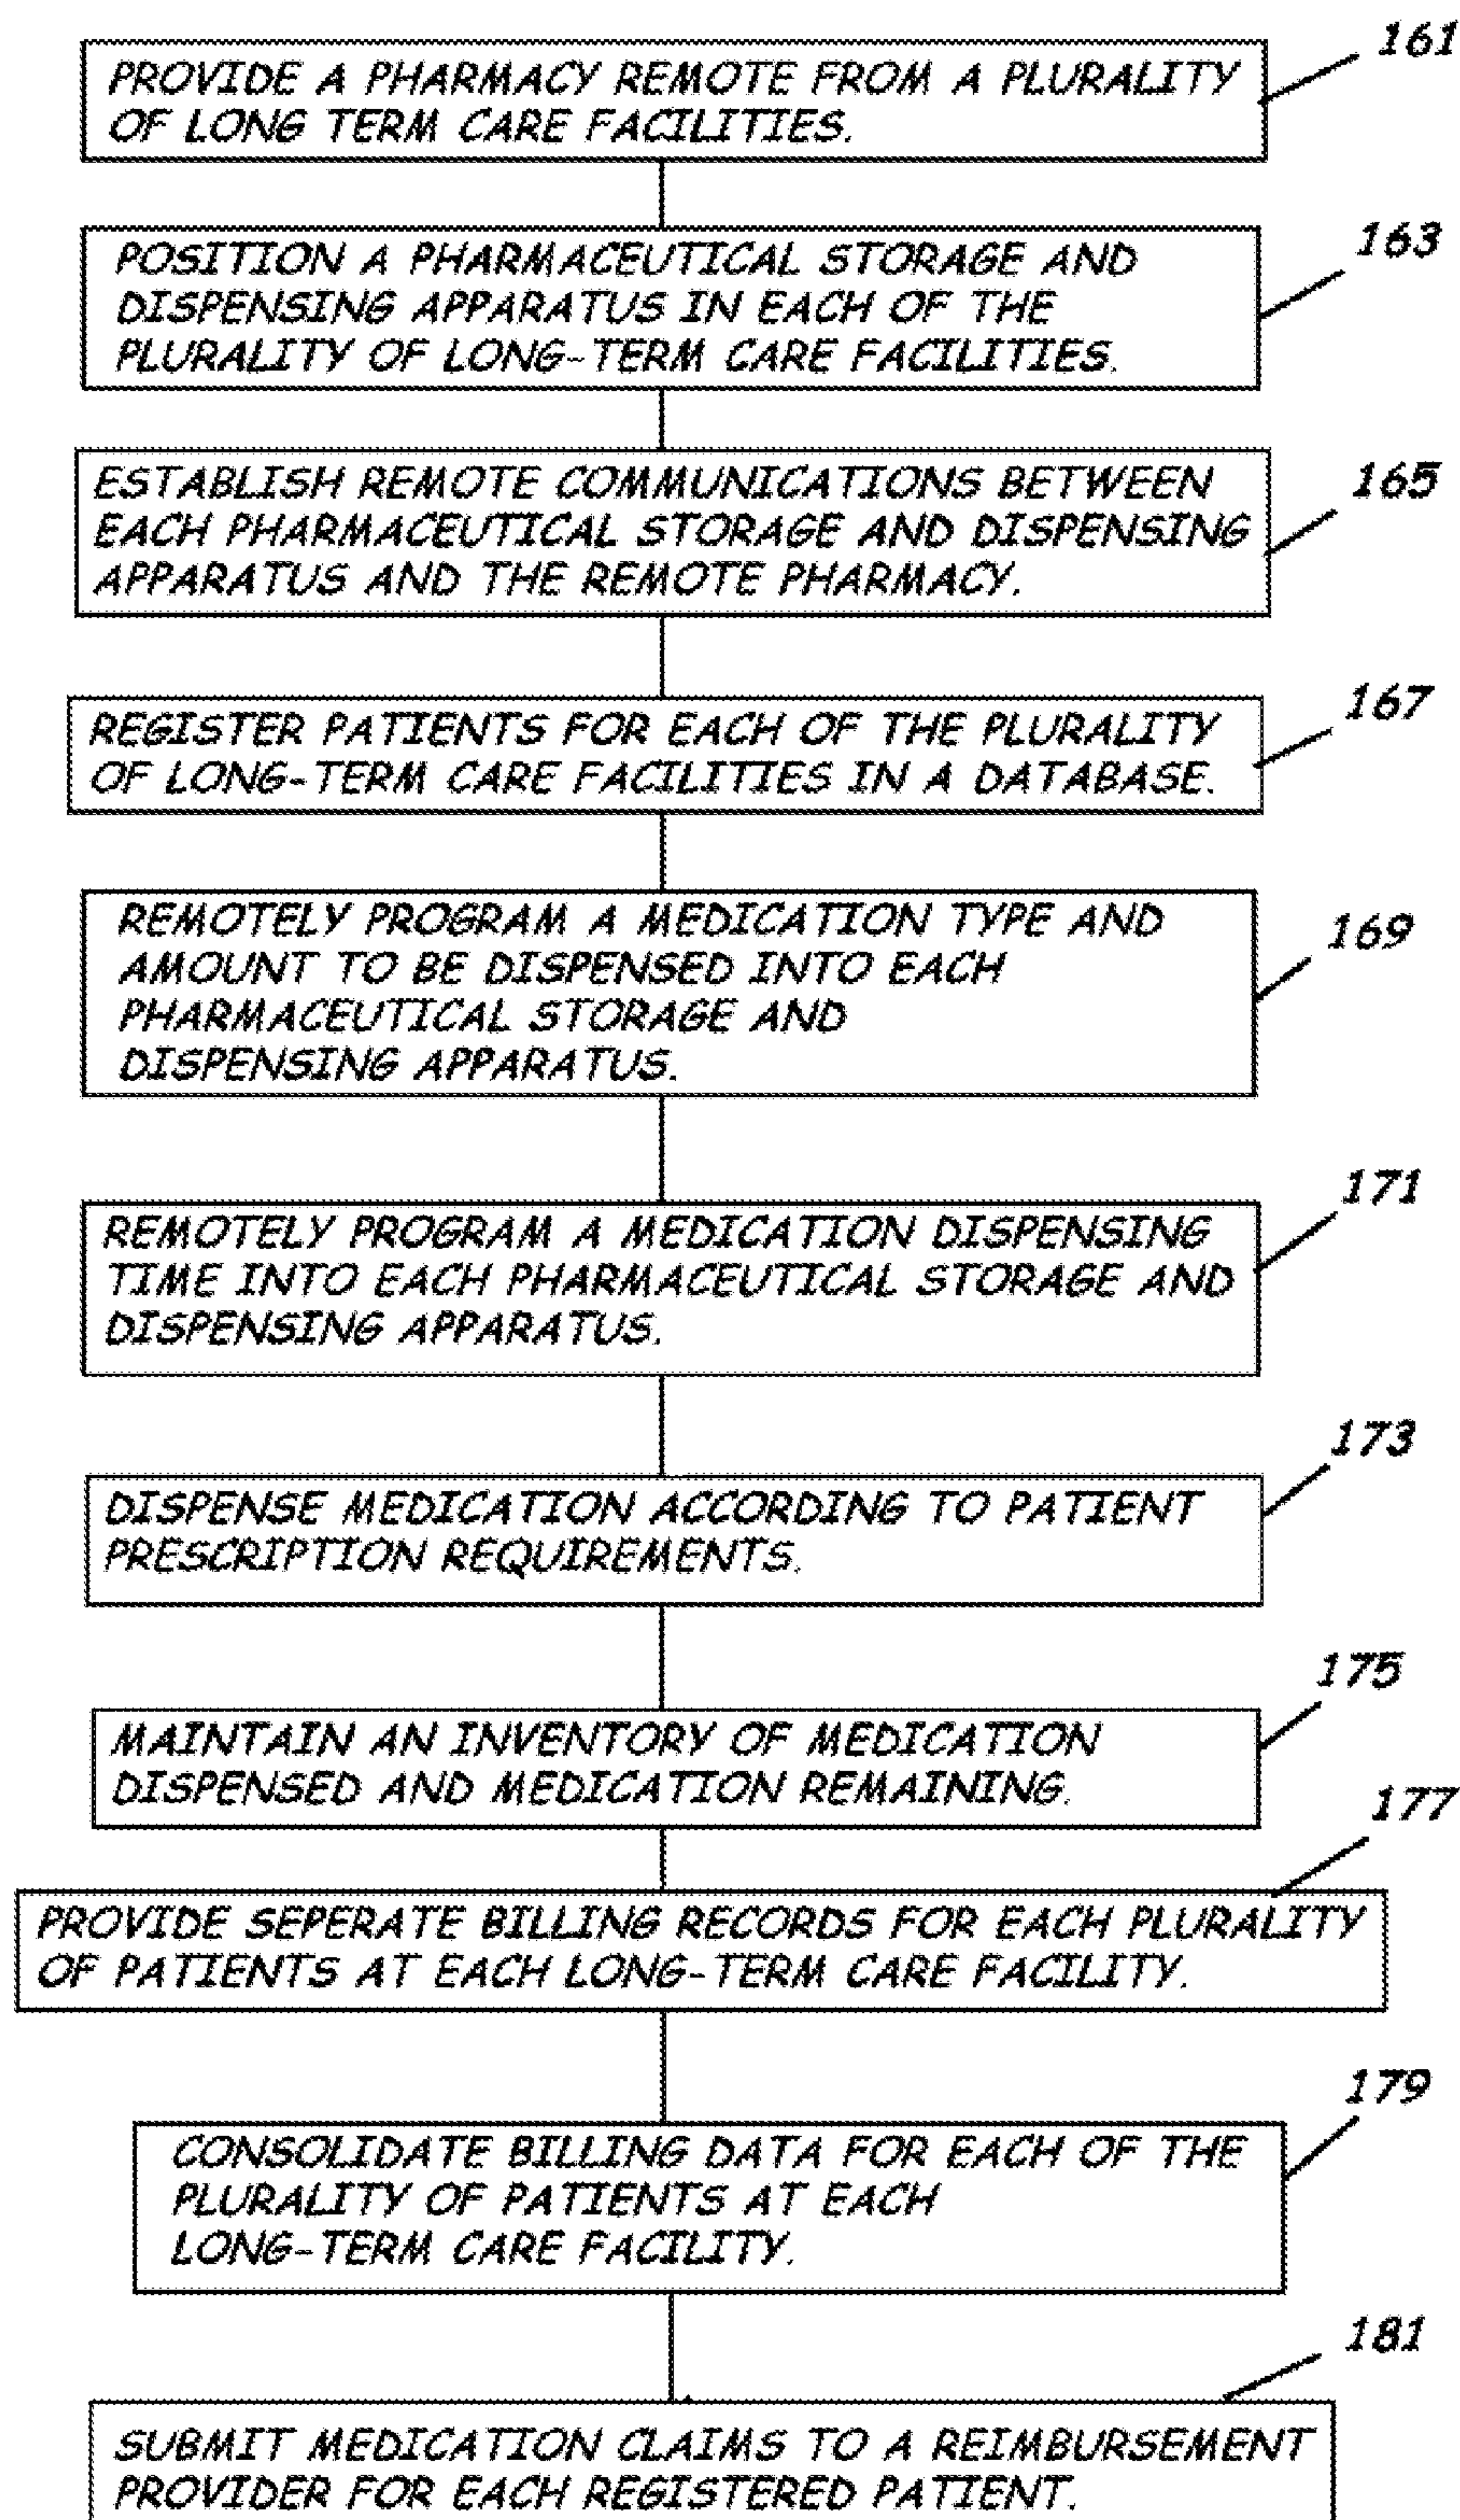 161
PROVIDE A PHARMACY REMOTE FROM A PLURALITY
OF LONG TERM CARE FACILITIES.
163
POSITION A PHARMACEUTICAL STORAGE AND
DISPENSING APPARATUS IN EACH OF THE
PLURALITY OF LONG-TERM CARE FACILITIES.
165
ESTABLISH REMOTE COMMUNICATIONS BETWEEN
EACH PHARMACEUTICAL STORAGE AND DISPENSING
APPARATUS AND THE REMOTE PHARMACY.
167
REGISTER PATIENTS FOR EACH OF THE PLURALITY
OF LONG-TERM CARE FACILITIES IN A DATABASE.
169
REMOTELY PROGRAM A MEDICATION TYPE AND
AMOUNT TO BE DISPENSED INTO EACH
PHARMACEUTICAL STORAGE AND
DISPENSING APPARATUS.
171
REMOTELY PROGRAM A MEDICATION DISPENSING
TIME INTO EACH PHARMACEUTICAL STORAGE AND
DISPENSING APPARATUS.
173
DISPENSE MEDICATION ACCORDING TO PATIENT
PRESCRIPTION REQUIREMENTS.
175
MAINTAIN AN INVENTORY OF MEDICATION
DISPENSED AND MEDICATION REMAINING.
177
PROVIDE SEPERATE BILLING RECORDS FOR EACH PLURALITY
OF PATIENTS AT EACH LONG-TERM CARE FACILITY.
179
CONSOLIDATE BILLING DATA FOR EACH OF THE
PLURALITY OF PATIENTS AT EACH
LONG-TERM CARE FACILITY.
181
SUBMIT MEDICATION CLAIMS TO A REIMBURSEMENT
PROVIDER FOR EACH REGISTERED PATIENT.